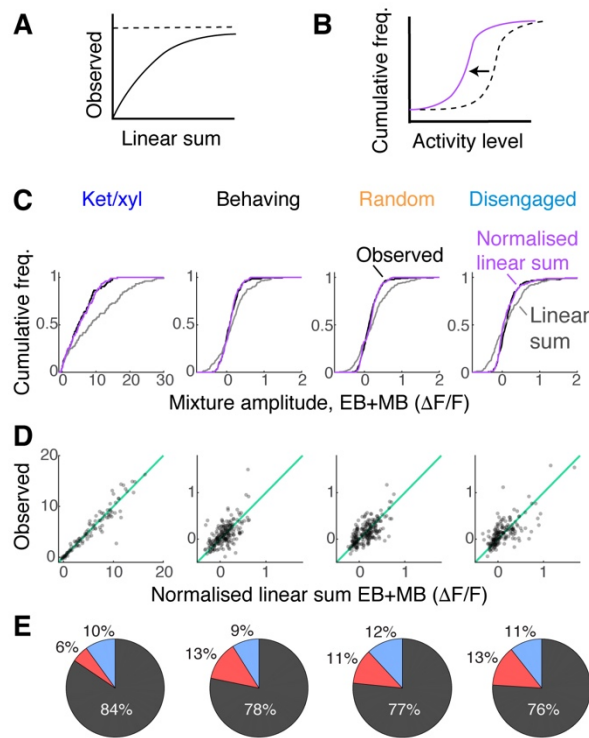 A
B
Observed
Linear sum
Cumulative freq.
Activity level
C
Ket/xyl
Behaving
Random
Disengaged
Cumulative freq.
Observed
Normalised
linear sum
Linear
sum
1
0.5
0
0 10 20 30
1
0.5
0 2
1
0.5
0 2
1
0.5
0 2
Mixture amplitude, EB+MB (ΔF/F)
D
Observed
20
10
0
0 10 20
1
0
0 1
1
0
0 1
1
0
0 1
Normalised linear sum EB+MB (ΔF/F)
E
10%
6%
84%
9%
13%
78%
12%
11%
77%
11%
13%
76%